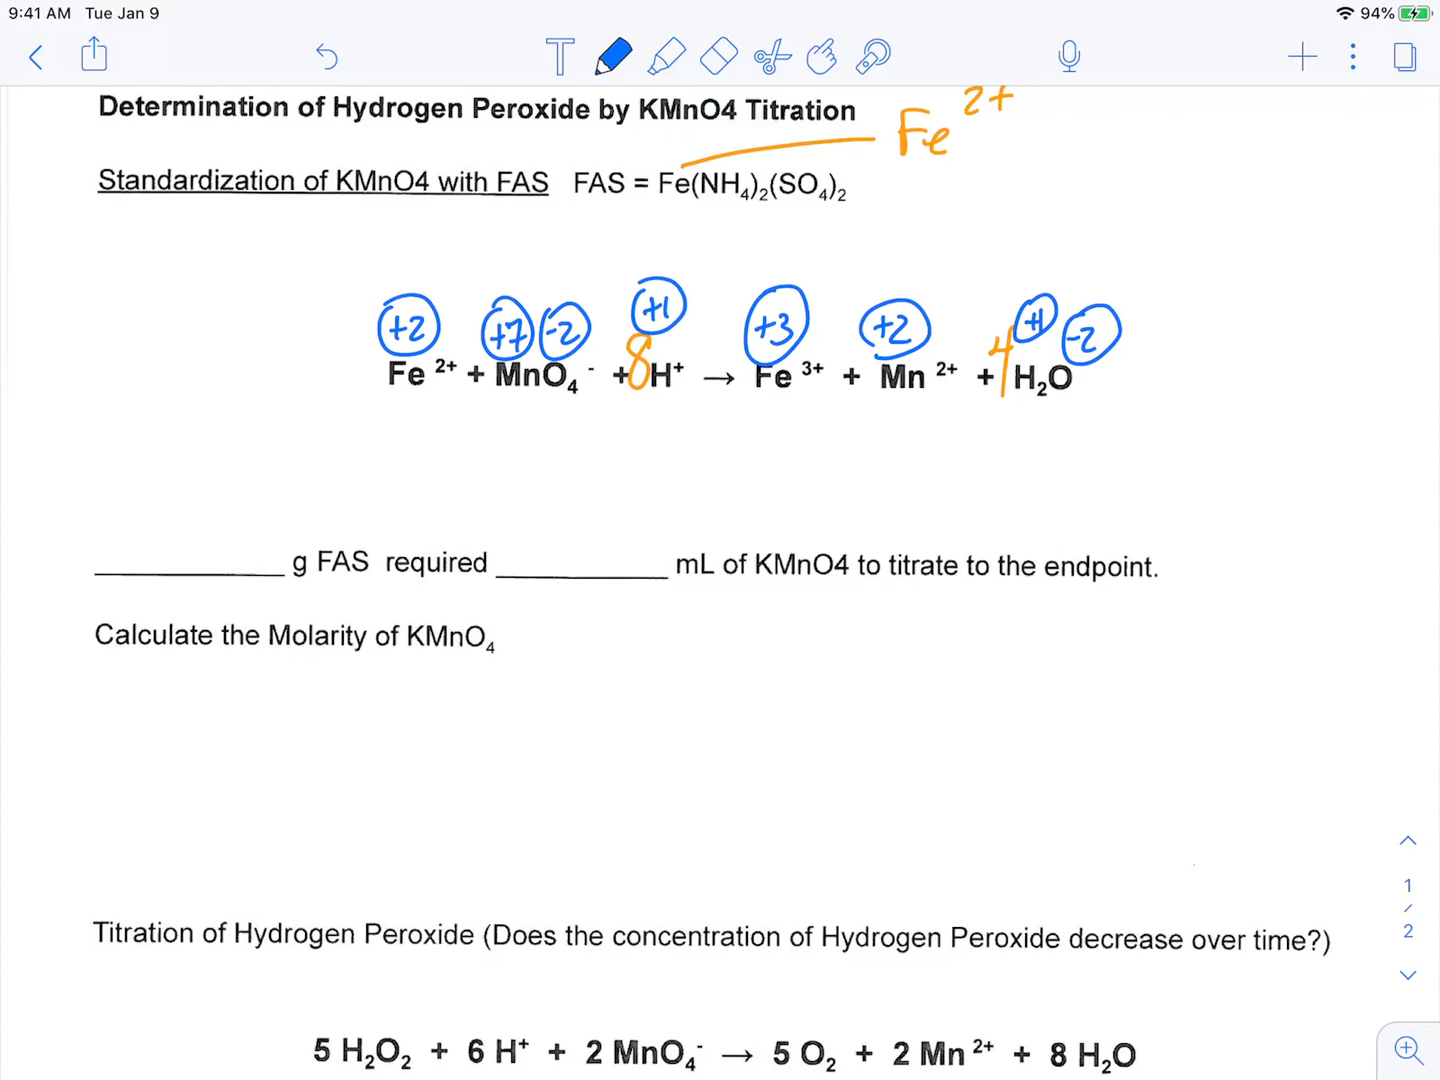 9:41 AM Tue Jan 9 94%
Determination of Hydrogen Peroxide by KMnO4 Titration
Fe 2+
Standardization of KMnO4 with FAS FAS = Fe(NH₄)₂(SO₄)₂
+2 +7 -2 +1 +3 +2 +1 -2
Fe ²⁺ + MnO₄ ⁻ + 8 H⁺ → Fe ³⁺ + Mn ²⁺ + 4 H₂O
____________ g FAS required ___________ mL of KMnO4 to titrate to the endpoint.
Calculate the Molarity of KMnO₄
1
/
2
Titration of Hydrogen Peroxide (Does the concentration of Hydrogen Peroxide decrease over time?)
5 H₂O₂ + 6 H⁺ + 2 MnO₄⁻ → 5 O₂ + 2 Mn ²⁺ + 8 H₂O